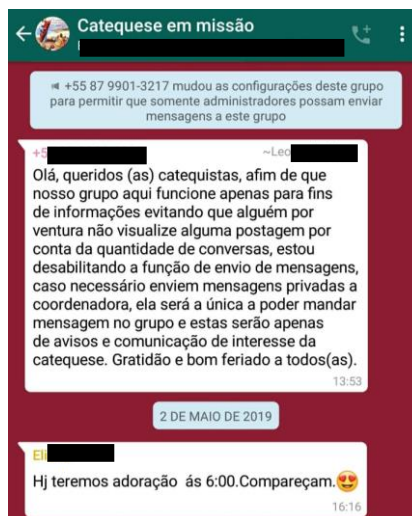 Catequese em missão
+55 87 9901-3217 mudou as configurações deste grupo
para permitir que somente administradores possam enviar
mensagens a este grupo
~Leo
Olá, queridos (as) catequistas, afim de que
nosso grupo aqui funcione apenas para fins
de informações evitando que alguém por
ventura não visualize alguma postagem por
conta da quantidade de conversas, estou
desabilitando a função de envio de mensagens,
caso necessário enviem mensagens privadas a
coordenadora, ela será a única a poder mandar
mensagem no grupo e estas serão apenas
de avisos e comunicação de interesse da
catequese. Gratidão e bom feriado a todos(as).
13:53
2 DE MAIO DE 2019
Eli
Hj teremos adoração ás 6:00.Compareçam.😍
16:16